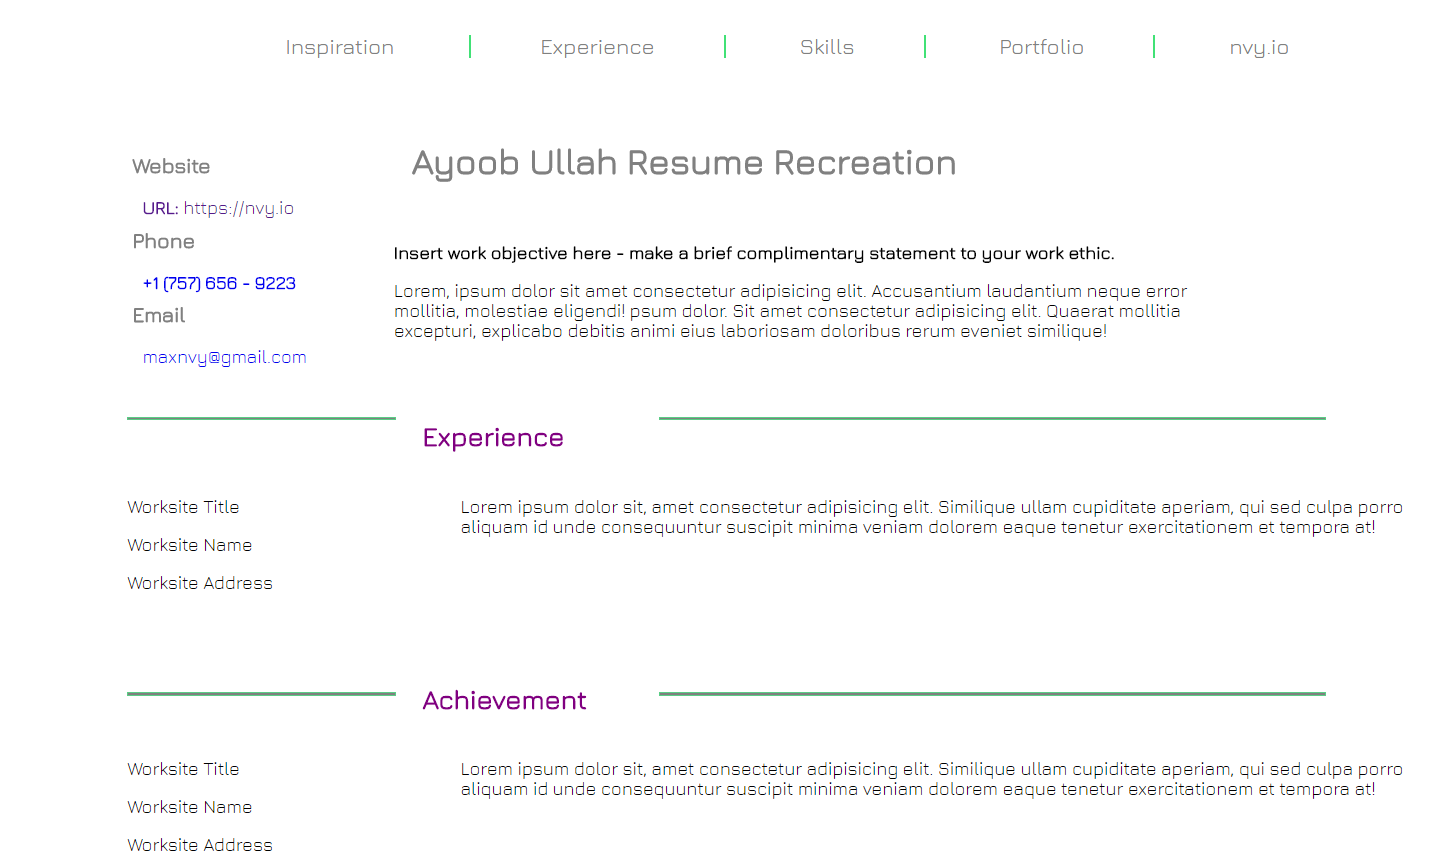 Inspiration Experience Skills Portfolio nvy.io
Ayoob Ullah Resume Recreation
Website
URL: https://nvy.io
Phone
+1 (757) 656 - 9223
Email
maxnvy@gmail.com
Insert work objective here - make a brief complimentary statement to your work ethic.
Lorem, ipsum dolor sit amet consectetur adipisicing elit. Accusantium laudantium neque error
mollitia, molestiae eligendi! psum dolor. Sit amet consectetur adipisicing elit. Quaerat mollitia
excepturi, explicabo debitis animi eius laboriosam doloribus rerum eveniet similique!
Experience
Worksite Title
Worksite Name
Worksite Address
Lorem ipsum dolor sit, amet consectetur adipisicing elit. Similique ullam cupiditate aperiam, qui sed culpa porro
aliquam id unde consequuntur suscipit minima veniam dolorem eaque tenetur exercitationem et tempora at!
Achievement
Worksite Title
Worksite Name
Worksite Address
Lorem ipsum dolor sit, amet consectetur adipisicing elit. Similique ullam cupiditate aperiam, qui sed culpa porro
aliquam id unde consequuntur suscipit minima veniam dolorem eaque tenetur exercitationem et tempora at!